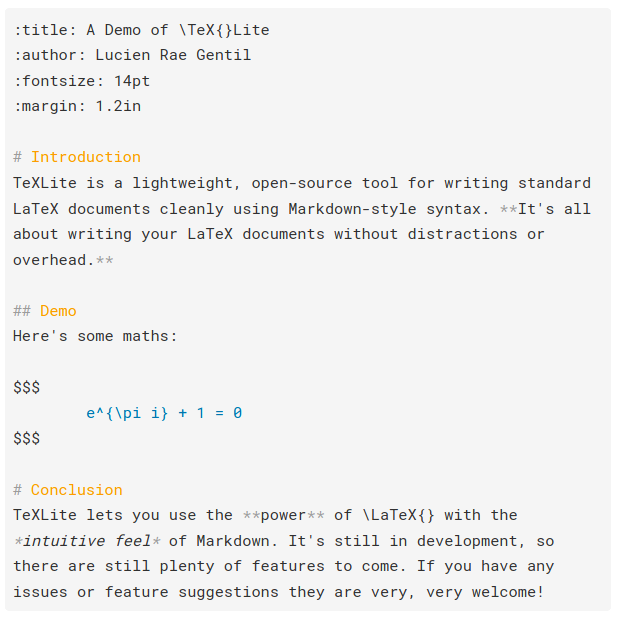 :title: A Demo of \TeX{}Lite
:author: Lucien Rae Gentil
:fontsize: 14pt
:margin: 1.2in
# Introduction
TeXLite is a lightweight, open-source tool for writing standard
LaTeX documents cleanly using Markdown-style syntax. **It's all
about writing your LaTeX documents without distractions or
overhead.**
## Demo
Here's some maths:
$$$
e^{\pi i} + 1 = 0
$$$
# Conclusion
TeXLite lets you use the **power** of \LaTeX{} with the
*intuitive feel* of Markdown. It's still in development, so
there are still plenty of features to come. If you have any
issues or feature suggestions they are very, very welcome!